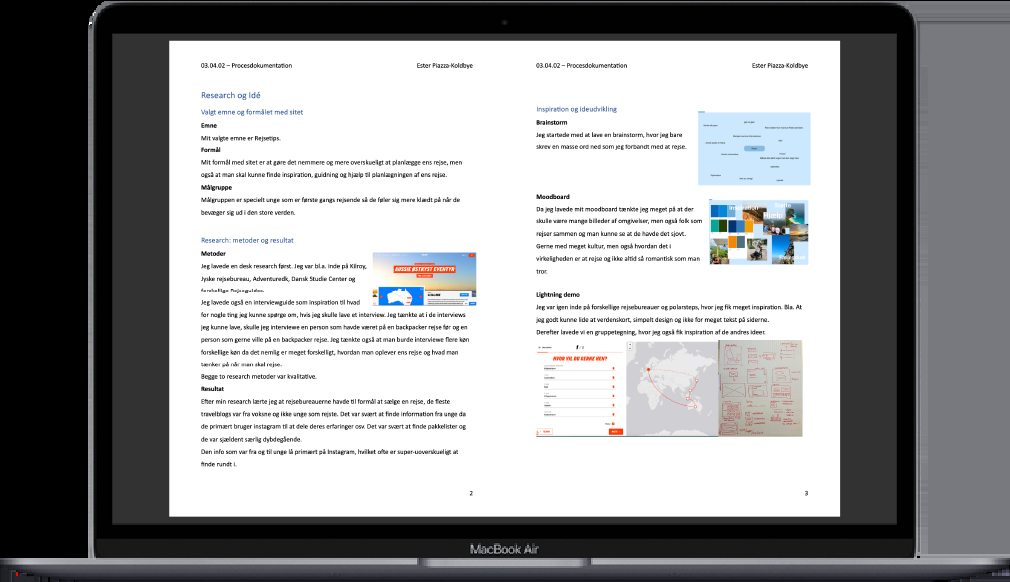 03.04.02 – Procesdokumentation
Ester Piazza-Koldbye
Research og Idé
Valgt emne og formålet med sitet
Emne
Mit valgte emne er Rejsetips.
Formål
Mit formål med sitet er at gøre det nemmere og mere overskueligt at planlægge ens rejse, men
også at man skal kunne finde inspiration, guidning og hjælp til planlægningen af ens rejse.
Målgruppe
Målgruppen er specielt unge som er første gangs rejsende så de føler sig mere klædt på når de
bevæger sig ud i den store verden.
Research: metoder og resultat
Metoder
Jeg lavede en desk research først. Jeg var bl.a. inde på Kilroy,
Jyske rejsebureau, Adventuredk, Dansk Studie Center og
forskellige Rejseguides.
Jeg lavede også en interviewguide som inspiration til hvad
for nogle ting jeg kunne spørge om, hvis jeg skulle lave et interview. Jeg tænkte at i de interviews
jeg kunne lave, skulle jeg interviewe en person som havde været på en backpacker rejse før og en
person som gerne ville på en backpacker rejse. Jeg tænkte også at man burde interviewe flere køn
forskellige køn da det nemlig er meget forskelligt, hvordan man oplever ens rejse og hvad man
tænker på når man skal rejse.
Begge to research metoder var kvalitative.
Resultat
Efter min research lærte jeg at rejsebureauerne havde til formål at sælge en rejse, de fleste
travelblogs var fra voksne og ikke unge som rejste. Det var svært at finde information fra unge da
de primært bruger instagram til at dele deres erfaringer osv. Det var svært at finde pakkelister og
de var sjældent særlig dybdegående.
Den info som var fra og til unge lå primært på Instagram, hvilket ofte er super-uoverskueligt at
finde rundt i.
AUSSIE ØSTKYST EVENTYR
2
03.04.02 – Procesdokumentation
Ester Piazza-Koldbye
Inspiration og ideudvikling
Brainstorm
Jeg startede med at lave en brainstorm, hvor jeg bare
skrev en masse ord ned som jeg forbandt med at rejse.
Moodboard
Da jeg lavede mit moodboard tænkte jeg meget på at der
skulle være mange billeder af omgivelser, men også folk som
rejser sammen og man kunne se at de havde det sjovt.
Gerne med meget kultur, men også hvordan det i
virkeligheden er at rejse og ikke altid så romantisk som man
tror.
Lightning demo
Jeg var igen inde på forskellige rejsebureauer og polansteps, hvor jeg fik meget inspiration. Bla. At
jeg godt kunne lide at verdenskort, simpelt design og ikke for meget tekst på siderne.
Derefter lavede vi en gruppetegning, hvor jeg også fik inspiration af de andres ideer.
HVOR VIL DU GERNE HEN?
3
MacBook Air